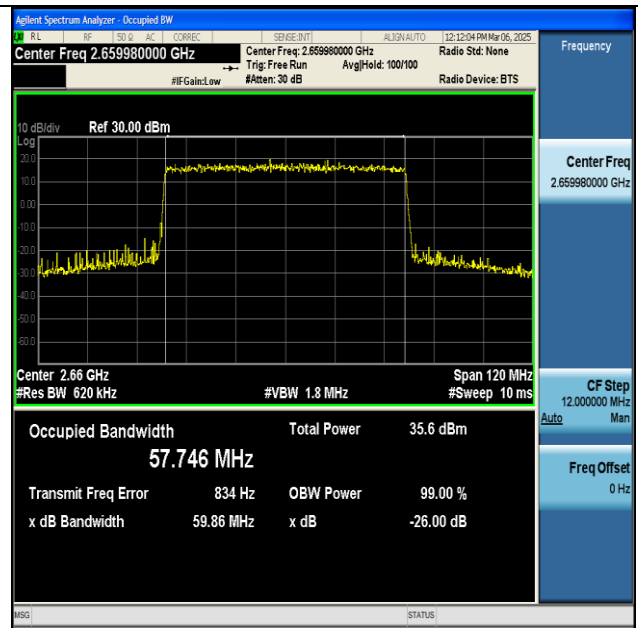 Agilent Spectrum Analyzer - Occupied BW
LXI RL RF 50 Ω AC CORREC SENSE:INT ALIGN AUTO 12:12:04 PM Mar 06, 2025
Center Freq 2.659980000 GHz
Center Freq: 2.659980000 GHz
Radio Std: None
Trig: Free Run Avg|Hold: 100/100
#IFGain:Low #Atten: 30 dB Radio Device: BTS
Frequency
10 dB/div Ref 30.00 dBm
Log
20.0
10.0
0.00
-10.0
-20.0
-30.0
-40.0
-50.0
-60.0
Center 2.66 GHz Span 120 MHz
#Res BW 620 kHz #VBW 1.8 MHz #Sweep 10 ms
Occupied Bandwidth Total Power 35.6 dBm
57.746 MHz
Transmit Freq Error 834 Hz OBW Power 99.00 %
x dB Bandwidth 59.86 MHz x dB -26.00 dB
Center Freq
2.659980000 GHz
CF Step
12.000000 MHz
Auto Man
Freq Offset
0 Hz
MSG STATUS